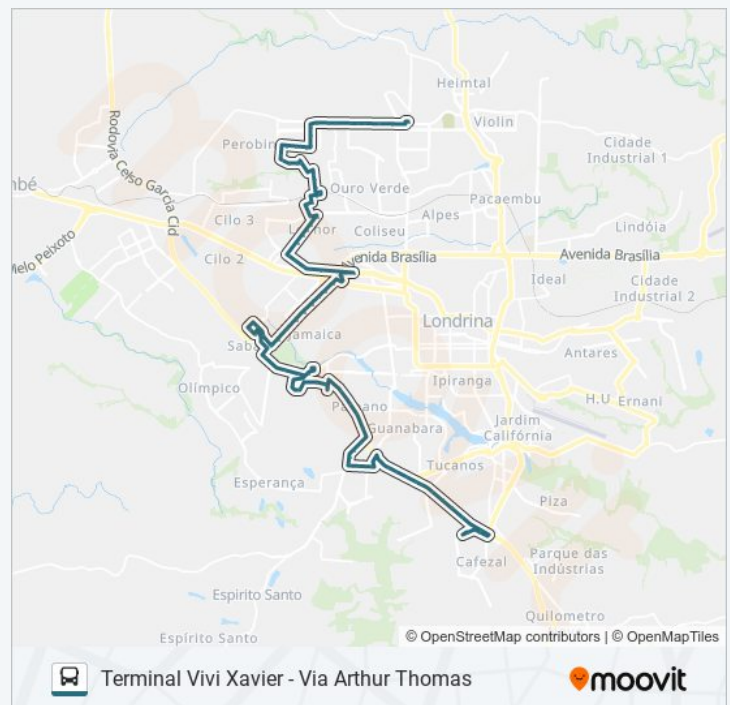 Heimtal
Violin
Perobin
Cidade
Industrial 1
Rodovia Celso Garcia Cid
Ouro Verde
Pacaembu
Cilo 3
Alpes
Lindóia
Coliseu
Melo Peixoto
Cilo 2
Avenida Brasília
Avenida Brasília
Ideal
Cidade
Industrial 2
Londrina
Jamaica
Antares
Olímpico
Ipiranga
H.U
Ernani
Jardim
Califórnia
Guanabara
Tucanos
Esperança
Piza
Cafezal
Parque das
Indústrias
Espirito Santo
Quilometro
Espírito Santo
© OpenStreetMap contributors | © OpenMapTiles
Terminal Vivi Xavier - Via Arthur Thomas
moovit